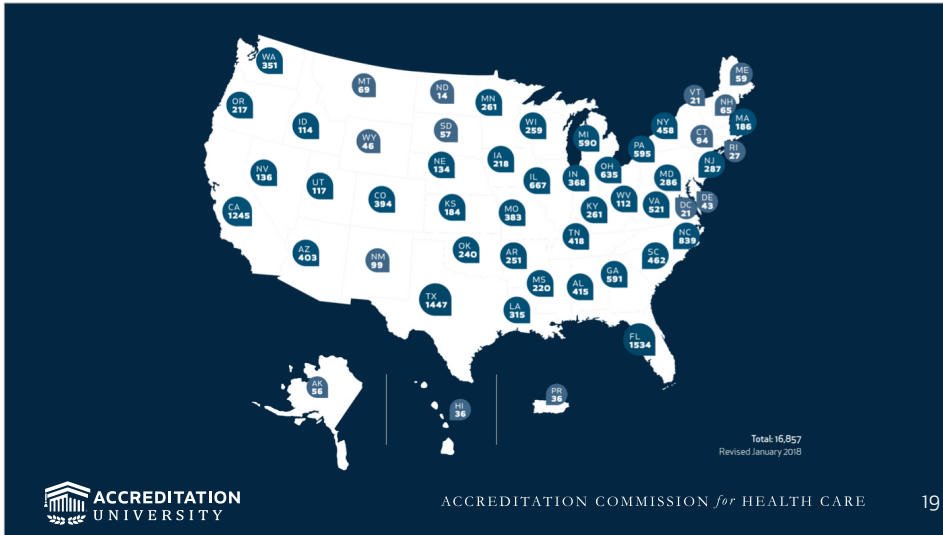 WA
351
MT
69
ND
14
MN
261
ME
59
VT
21
NH
65
OR
217
ID
114
SD
57
WI
259
MI
590
NY
458
MA
186
CT
94
RI
27
WY
46
NE
134
IA
218
PA
595
NJ
287
NV
136
UT
117
CO
394
KS
184
IL
667
IN
368
OH
635
MD
286
WV
112
VA
521
DC
21
DE
43
CA
1245
MO
383
KY
261
NC
839
AZ
403
NM
99
OK
240
AR
251
TN
418
SC
462
MS
220
AL
415
GA
591
TX
1447
LA
315
FL
1534
AK
56
HI
36
PR
36
Total: 16,857
Revised January 2018
ACCREDITATION
UNIVERSITY
ACCREDITATION COMMISSION for HEALTH CARE
19